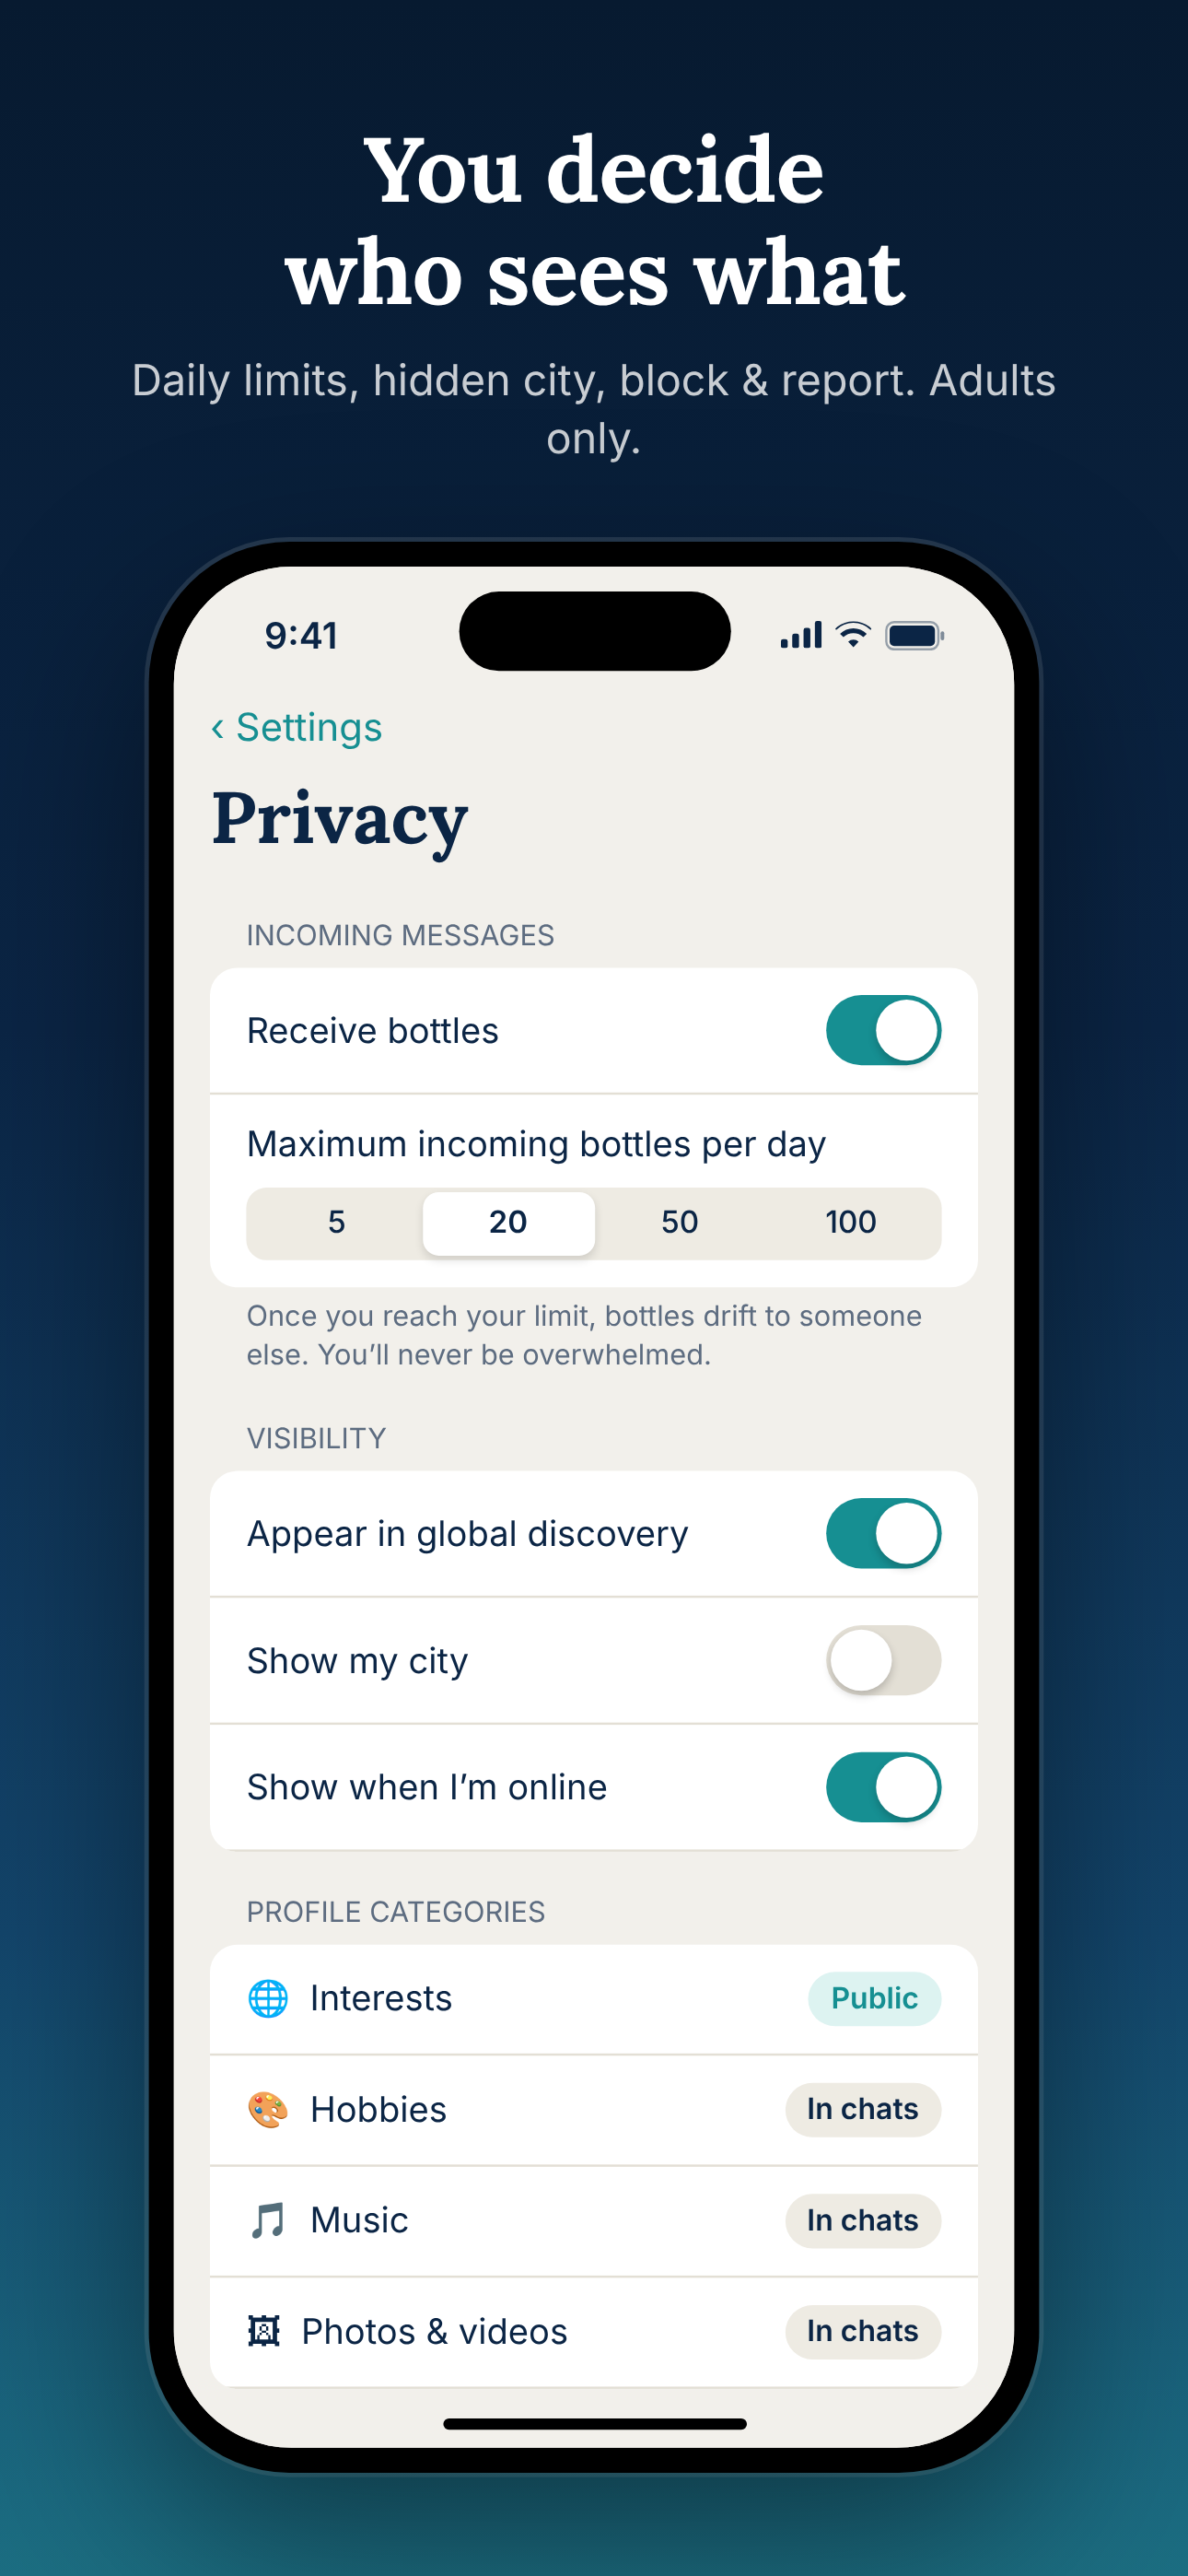 You decide
who sees what
Daily limits, hidden city, block & report. Adults
only.
9:41
‹ Settings
Privacy
INCOMING MESSAGES
Receive bottles
Maximum incoming bottles per day
5 20 50 100
Once you reach your limit, bottles drift to someone
else. You’ll never be overwhelmed.
VISIBILITY
Appear in global discovery
Show my city
Show when I’m online
PROFILE CATEGORIES
Interests Public
Hobbies In chats
Music In chats
Photos & videos In chats